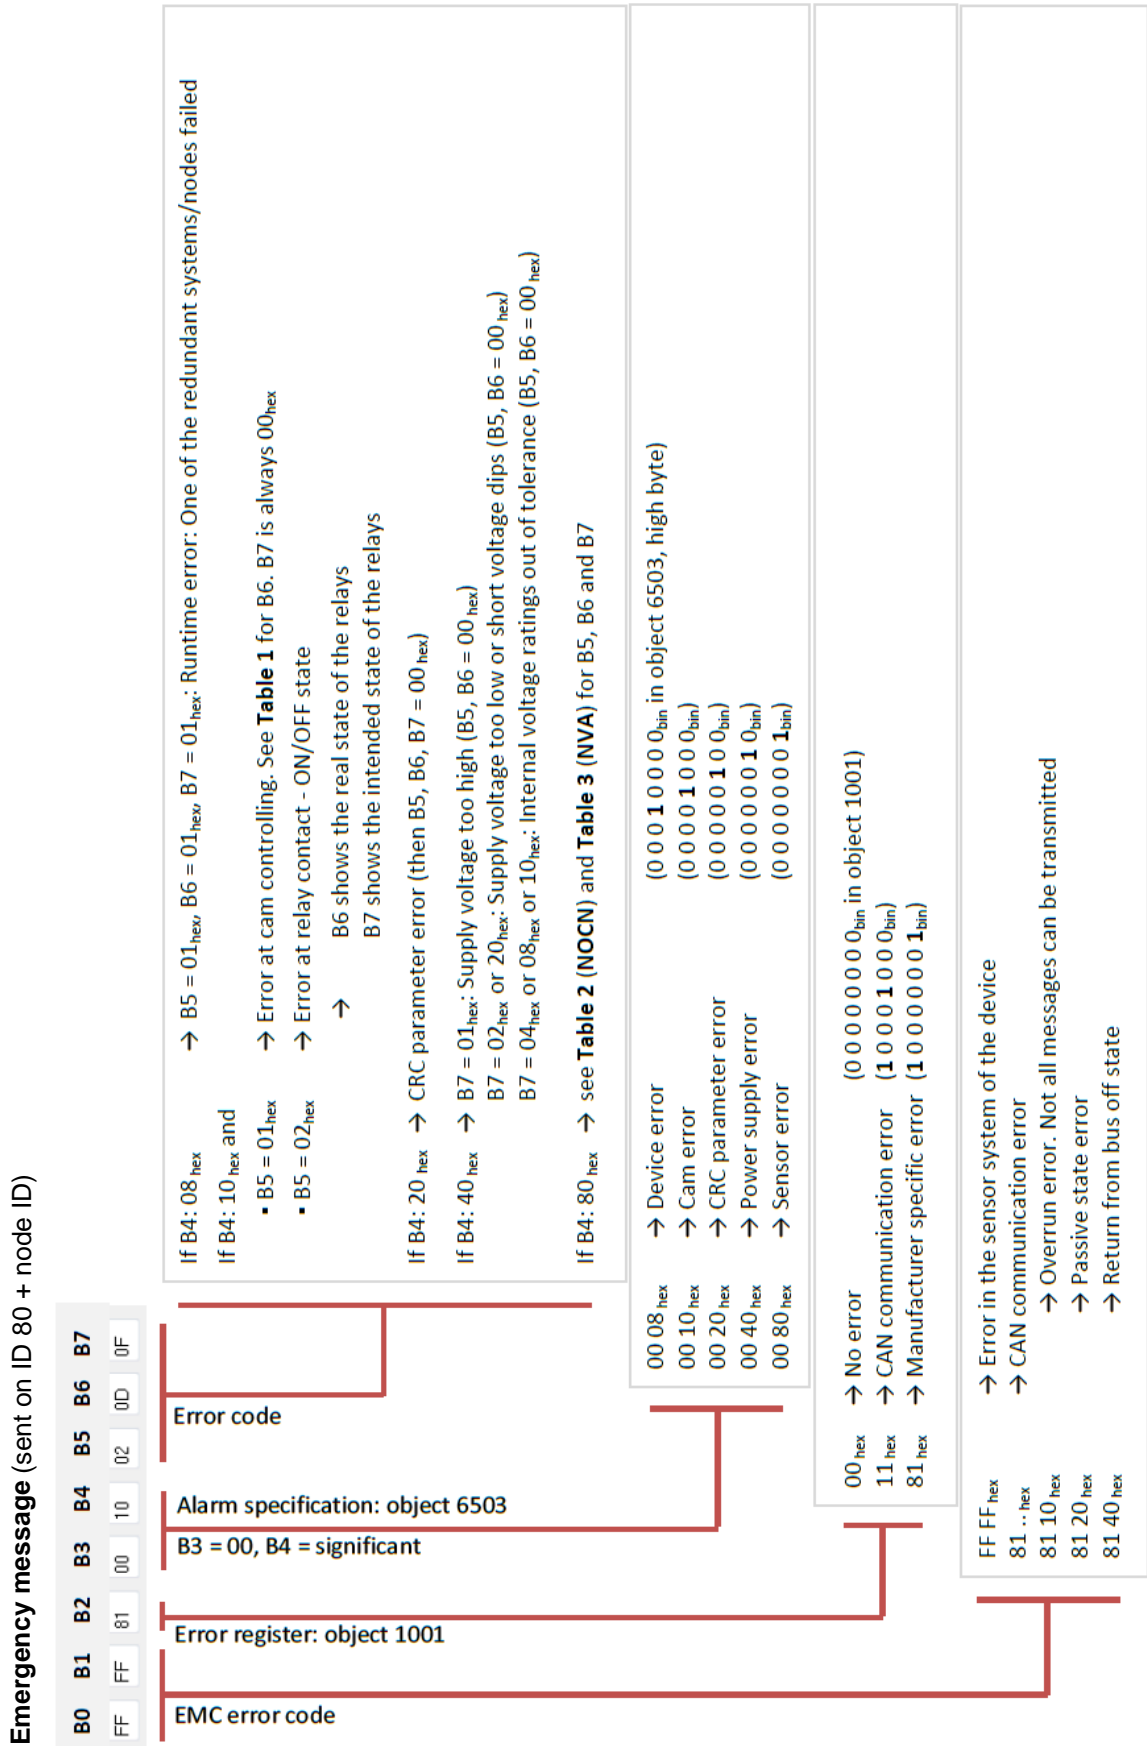 Emergency message (sent on ID 80 + node ID)
B0 B1 B2 B3 B4 B5 B6 B7
FF FF 81 00 10 02 0D 0F
EMC error code
Error register: object 1001
Alarm specification: object 6503
B3 = 00, B4 = significant
Error code
If B4: 08hex → B5 = 01hex, B6 = 01hex, B7 = 01hex: Runtime error: One of the redundant systems/nodes failed
If B4: 10hex and
▪ B5 = 01hex → Error at cam controlling. See Table 1 for B6. B7 is always 00hex
▪ B5 = 02hex → Error at relay contact - ON/OFF state
→ B6 shows the real state of the relays
B7 shows the intended state of the relays
If B4: 20hex → CRC parameter error (then B5, B6, B7 = 00hex)
If B4: 40hex → B7 = 01hex: Supply voltage too high (B5, B6 = 00hex)
B7 = 02hex or 20hex: Supply voltage too low or short voltage dips (B5, B6 = 00hex)
B7 = 04hex or 08hex or 10hex: Internal voltage ratings out of tolerance (B5, B6 = 00hex)
If B4: 80hex → see Table 2 (NOCN) and Table 3 (NVA) for B5, B6 and B7
00 08hex → Device error (0 0 0 1 0 0 0 0bin in object 6503, high byte)
00 10hex → Cam error (0 0 0 0 1 0 0 0bin)
00 20hex → CRC parameter error (0 0 0 0 0 1 0 0bin)
00 40hex → Power supply error (0 0 0 0 0 0 1 0bin)
00 80hex → Sensor error (0 0 0 0 0 0 0 1bin)
00hex → No error (0 0 0 0 0 0 0 0bin in object 1001)
11hex → CAN communication error (1 0 0 0 1 0 0 0bin)
81hex → Manufacturer specific error (1 0 0 0 0 0 0 1bin)
FF FFhex → Error in the sensor system of the device
81 ..hex → CAN communication error
81 10hex → Overrun error. Not all messages can be transmitted
81 20hex → Passive state error
81 40hex → Return from bus off state